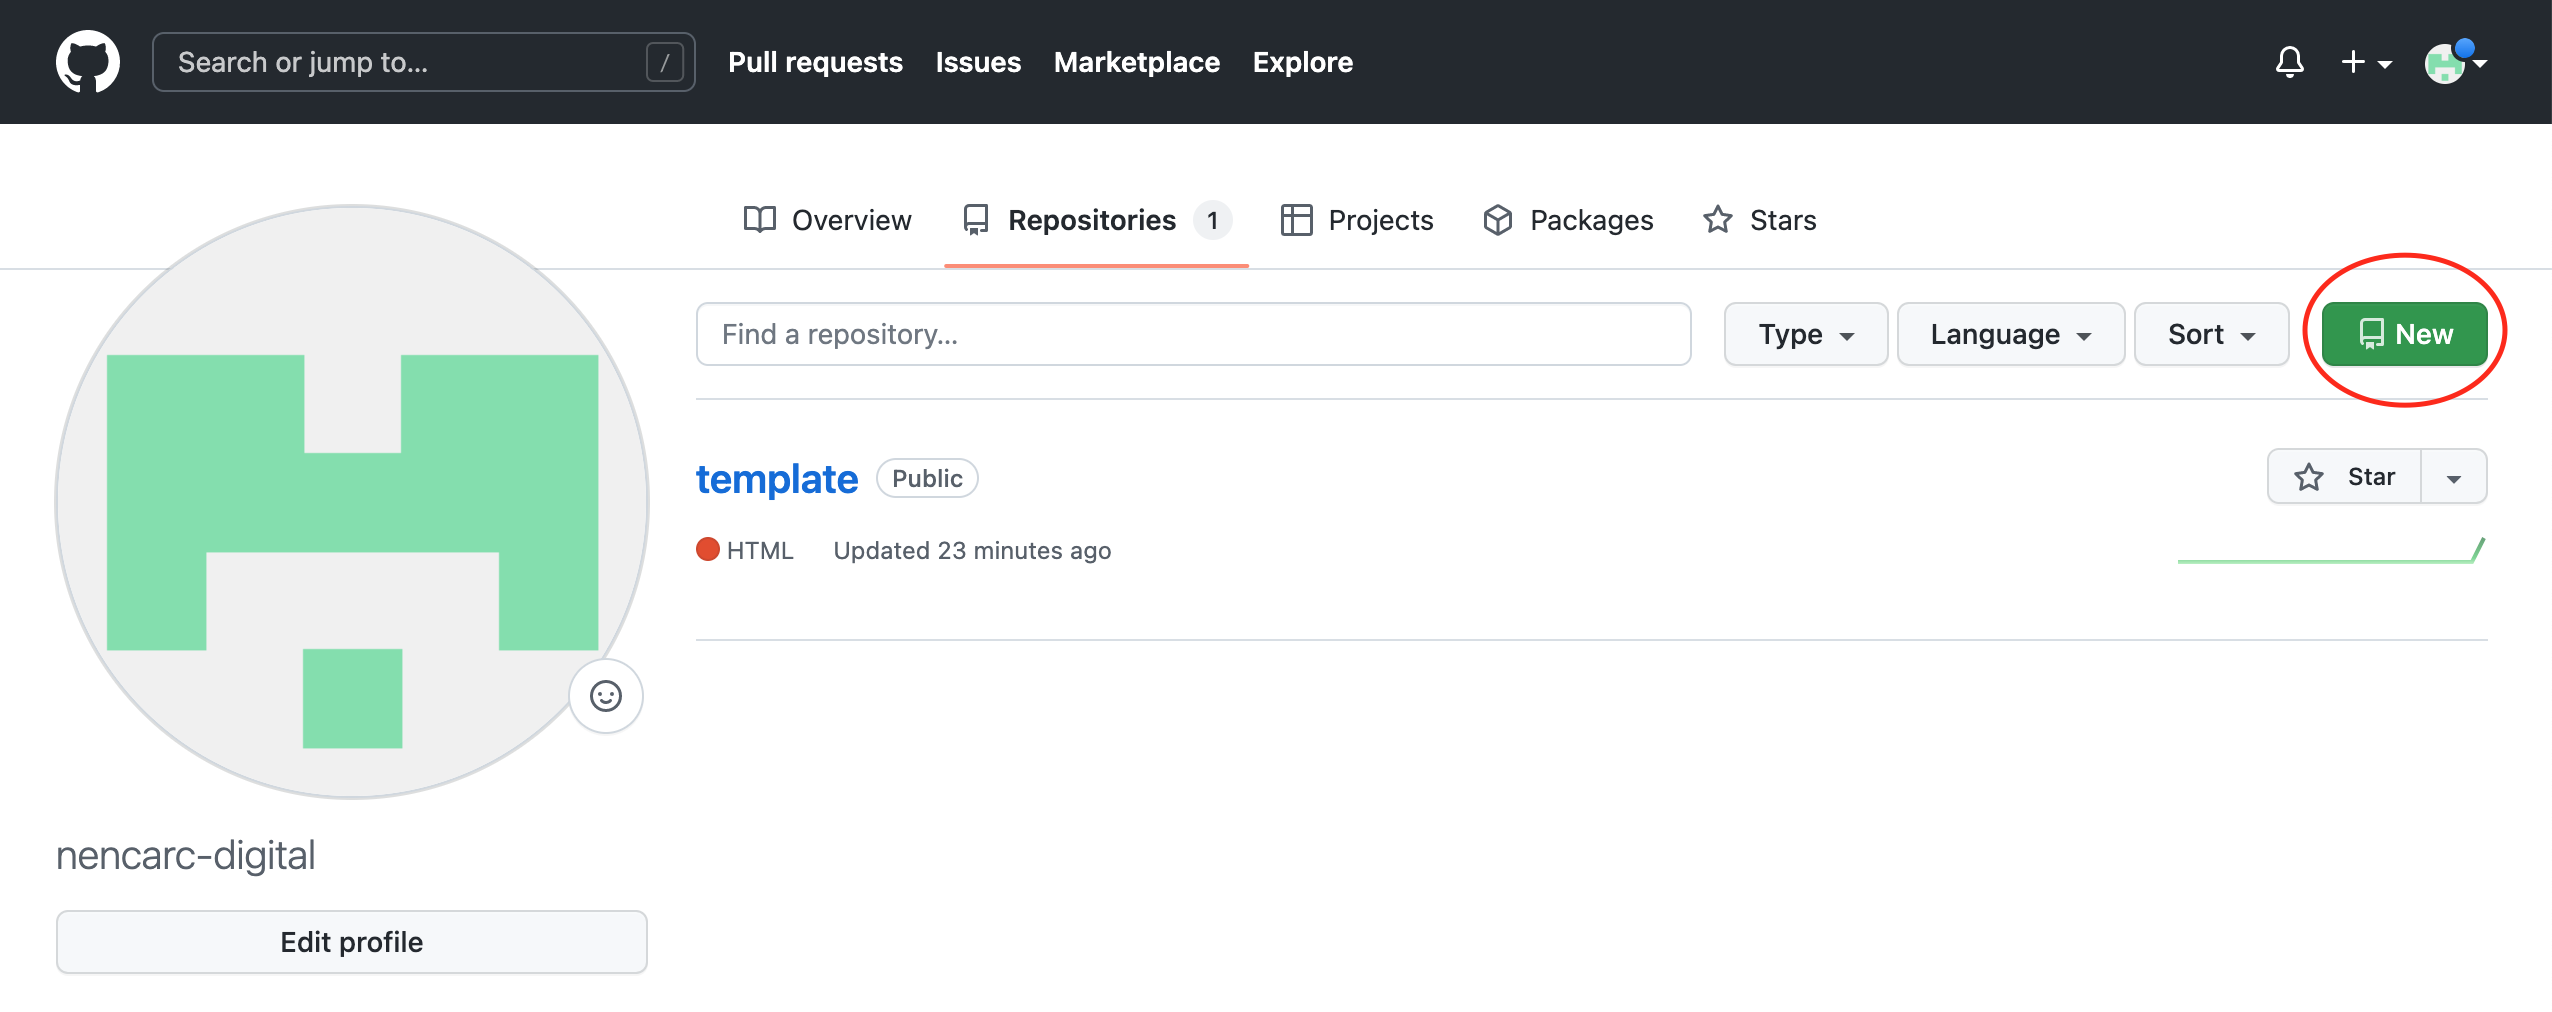 Search or jump to... / Pull requests Issues Marketplace Explore
Overview Repositories 1 Projects Packages Stars
Find a repository... Type Language Sort New
template Public Star
HTML Updated 23 minutes ago
nencarc-digital
Edit profile